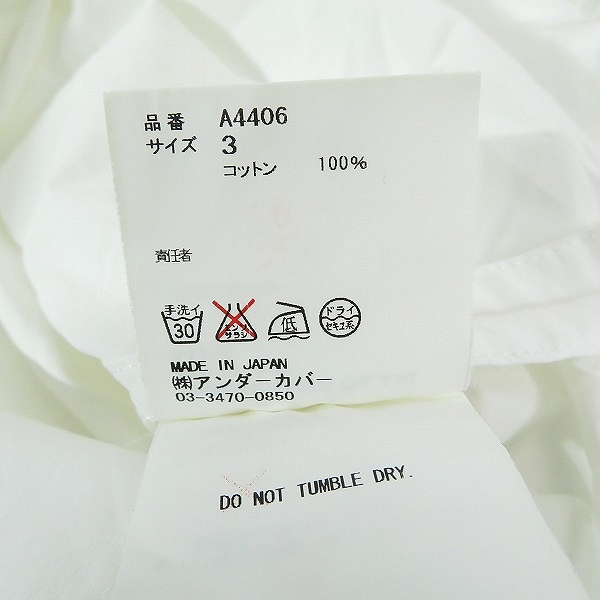 品番 A4406
サイズ 3
コットン 100%
責任者
手洗イ 30 エンソサラシ 低 ドライ セキユ系
MADE IN JAPAN
㈱アンダーカバー
03-3470-0850
DO NOT TUMBLE DRY.